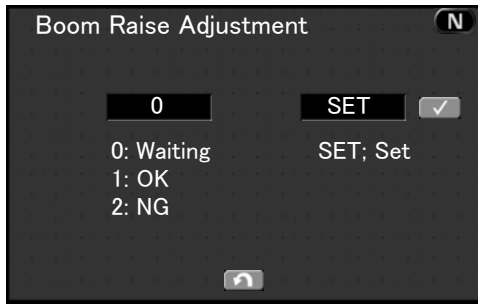 Boom Raise Adjustment N
0 SET
0: Waiting SET; Set
1: OK
2: NG